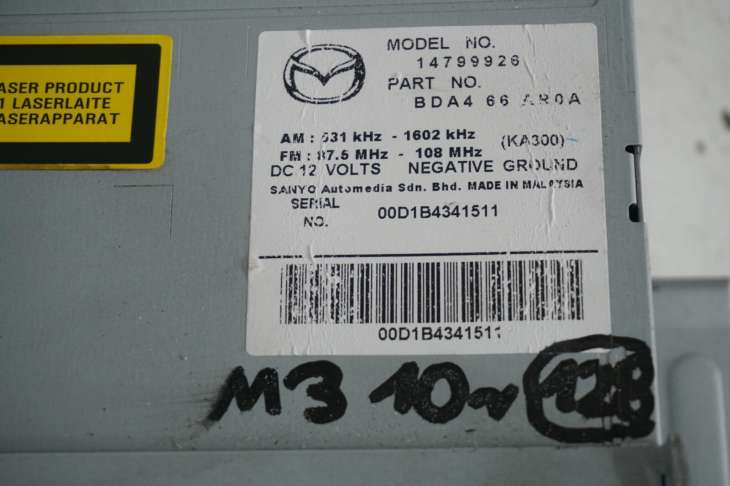 ASER PRODUCT
1 LASERLAITE
ASERAPPARAT
MODEL NO.
14799926
PART NO.
BDA4 66 AR0A
AM : 531 kHz - 1602 kHz (KA300)
FM : 87.5 MHz - 108 MHz
DC 12 VOLTS NEGATIVE GROUND
SANYO Automedia Sdn. Bhd. MADE IN MALAYSIA
SERIAL
NO. 00D1B4341511
00D1B4341511
M3 10r